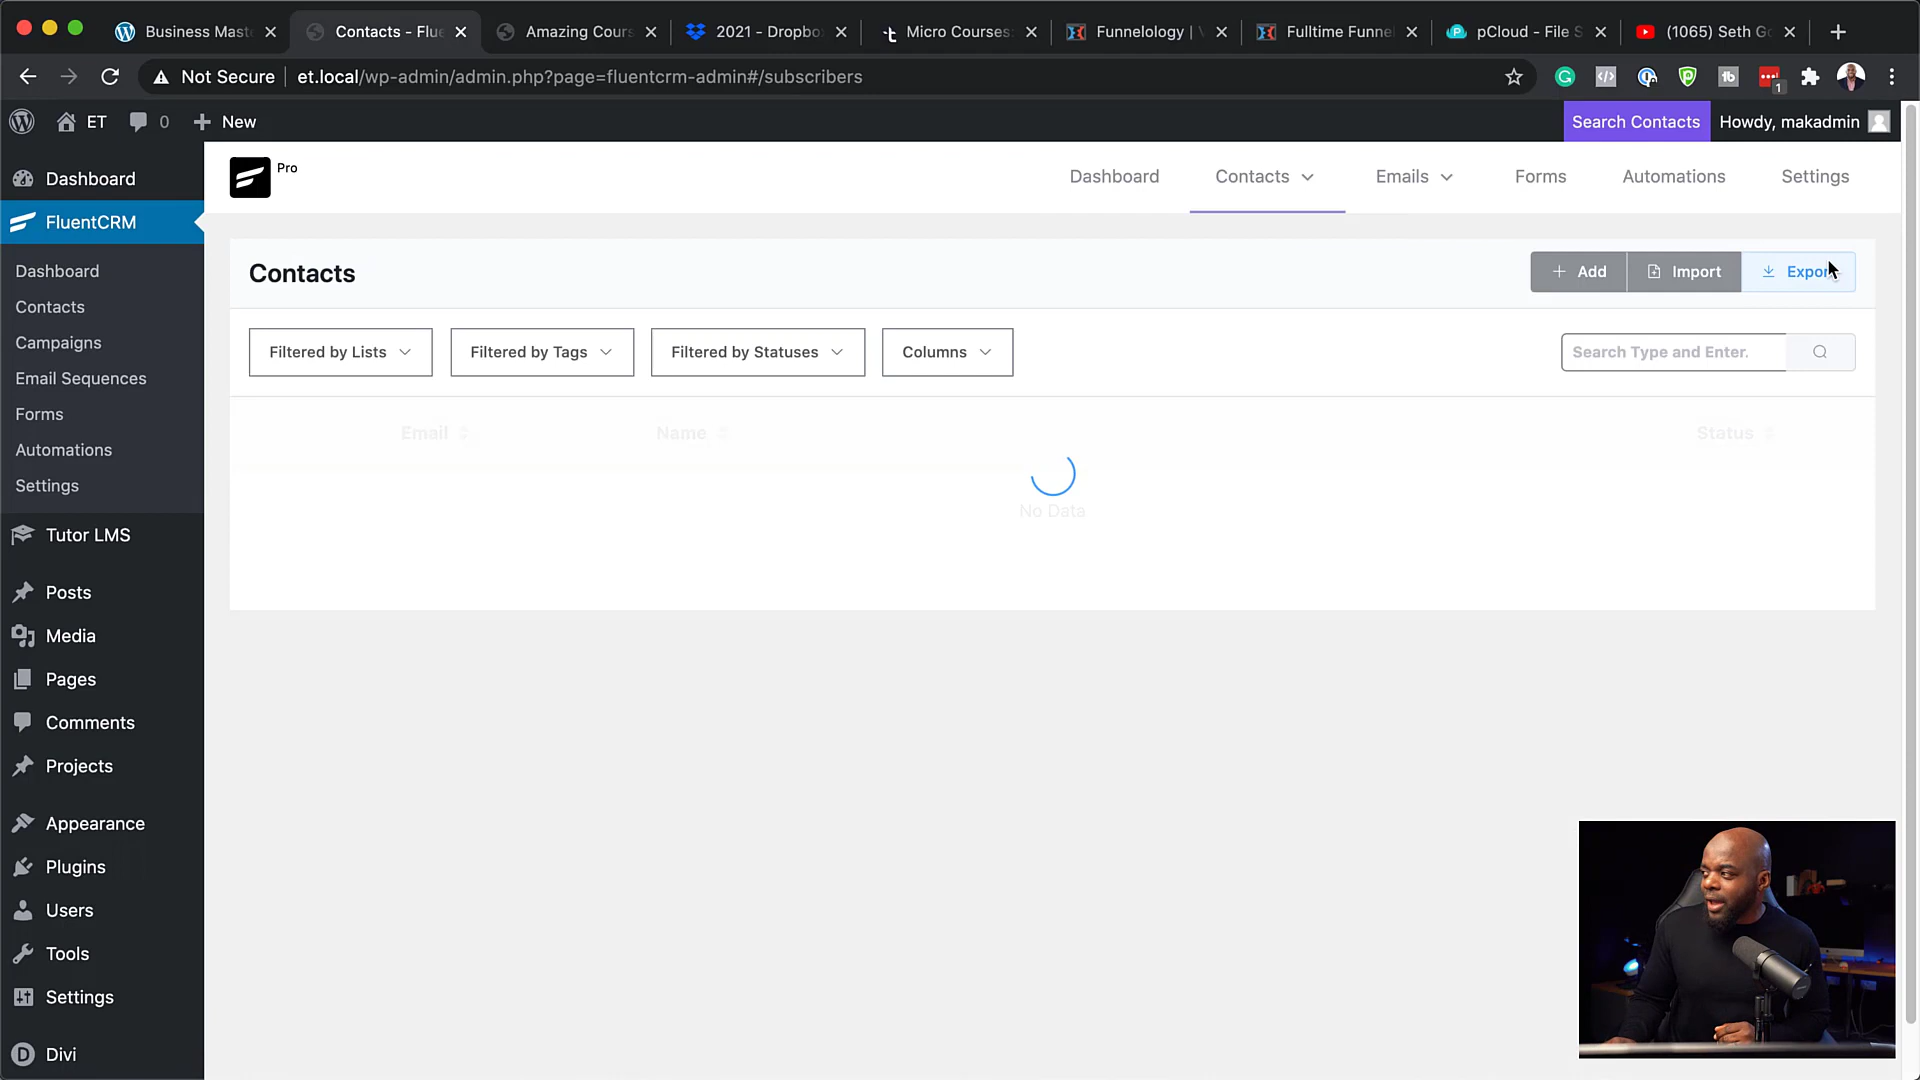 Business Mast
Contacts - Flue
Amazing Cours
2021 - Dropbox
Micro Courses
Funnelology | V
Fulltime Funnel
pCloud - File S
(1065) Seth Go
Not Secure
et.local/wp-admin/admin.php?page=fluentcrm-admin#/subscribers
1
ET
0
New
Search Contacts
Howdy, makadmin
Dashboard
FluentCRM
Dashboard
Contacts
Campaigns
Email Sequences
Forms
Automations
Settings
Tutor LMS
Posts
Media
Pages
Comments
Projects
Appearance
Plugins
Users
Tools
Settings
Divi
Pro
Dashboard
Contacts
Emails
Forms
Automations
Settings
Contacts
Add
Import
Export
Filtered by Lists
Filtered by Tags
Filtered by Statuses
Columns
Search Type and Enter.
Email
Name
Status
No Data